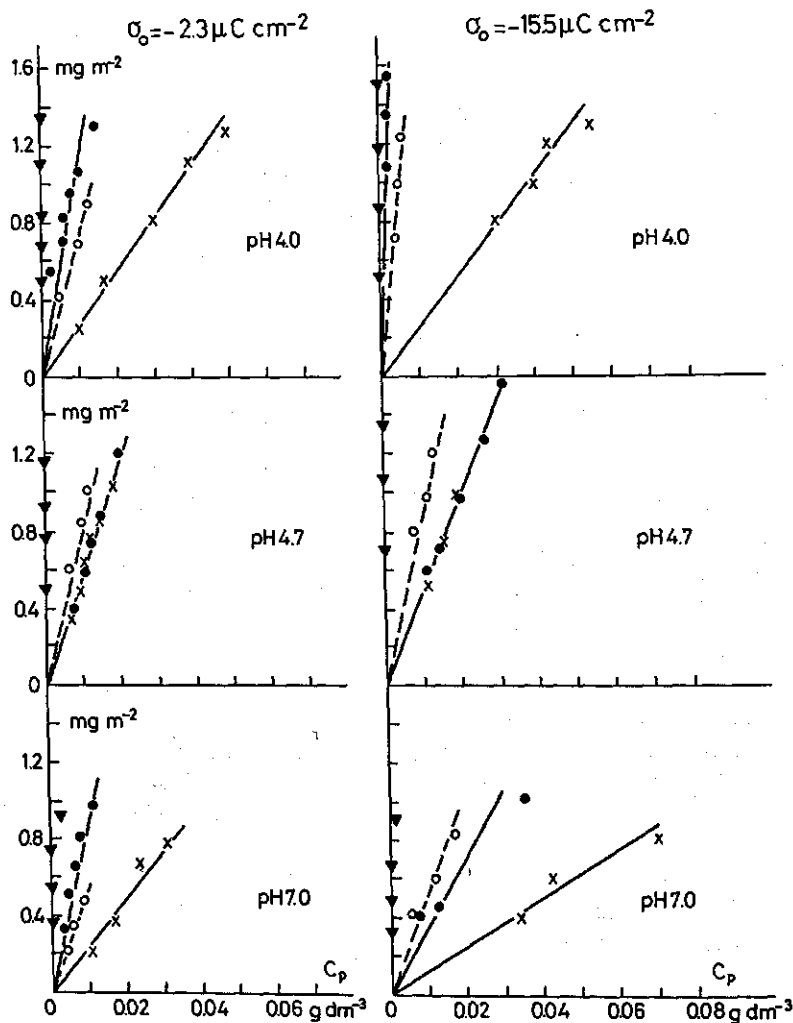 σ₀=-2.3 μC cm⁻² σ₀=-15.5 μC cm⁻²
mg m⁻²
1.6
1.2
0.8
0.4
0
pH 4.0
pH 4.0
mg m⁻²
1.2
0.8
0.4
0
pH 4.7
pH 4.7
mg m⁻²
1.2
0.8
0.4
pH 7.0
pH 7.0
Cp
Cp
0 0.02 0.04 0.06 g dm⁻³ 0 0.02 0.04 0.06 0.08 g dm⁻³